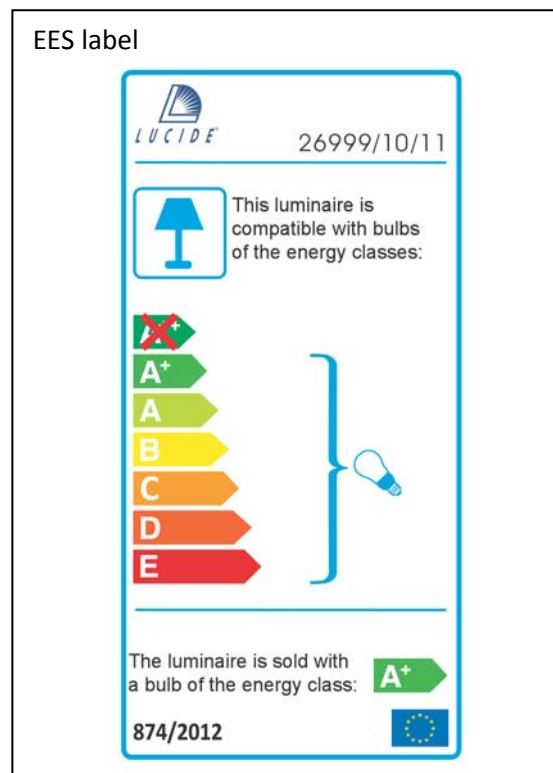 EES label
LUCIDE®
26999/10/11
This luminaire is
compatible with bulbs
of the energy classes:
A++
A+
A
B
C
D
E
The luminaire is sold with
a bulb of the energy class:
A+
874/2012